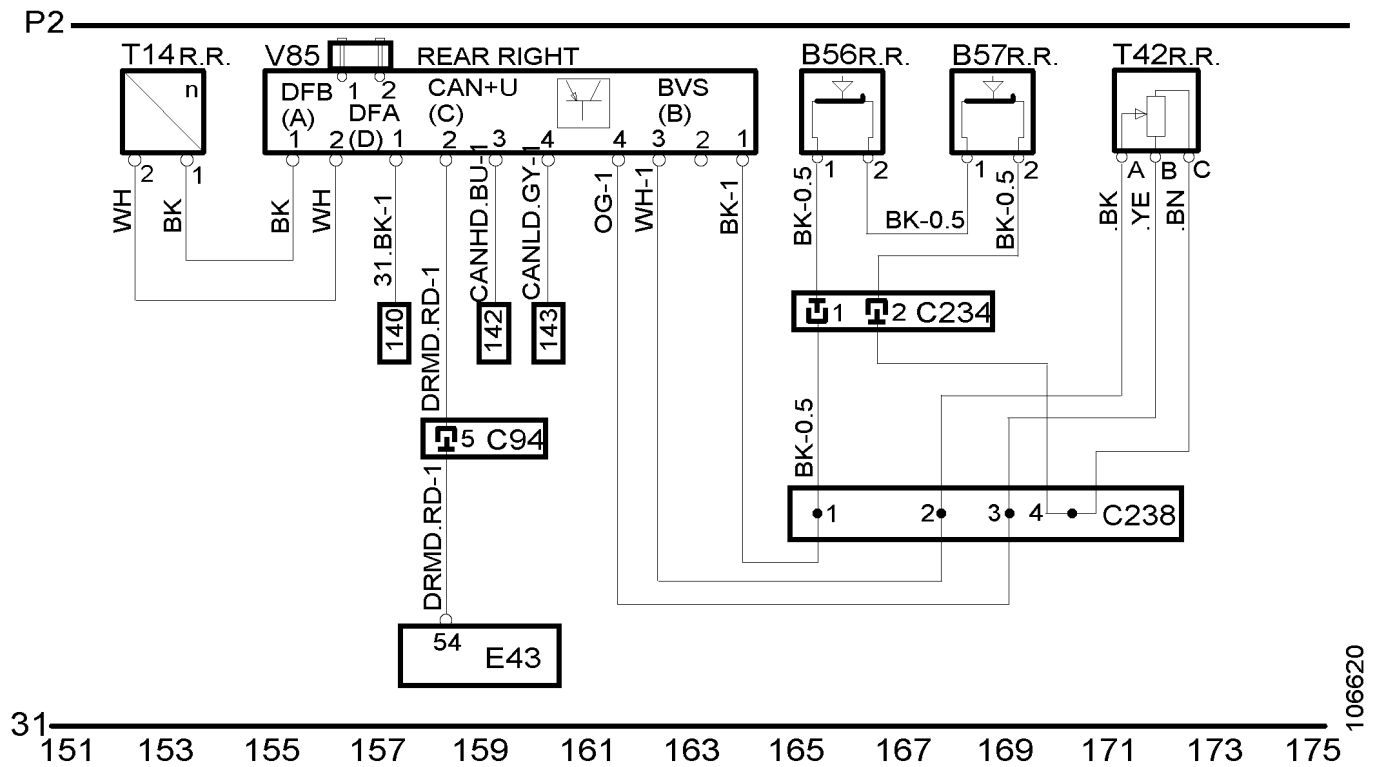 P2
T14 R.R.
V85
REAR RIGHT
B56R.R.
B57R.R.
T42R.R.
n
DFB
(A)
1 2
DFA
(D)
CAN+U
(C)
BVS
(B)
1 2 1 2 3 4 4 3 2 1
2 1
1 2
1 2
A B C
WH
BK
BK
WH
31.BK-1
DRMD.RD-1
CANHD.BU-1
CANLD.GY-1
OG-1
WH-1
BK-1
BK-0.5
BK-0.5
BK-0.5
.BK
.YE
.BN
140
142
143
1 2 C234
5 C94
BK-0.5
DRMD.RD-1
1 2 3 4 C238
54
E43
106620
31
151 153 155 157 159 161 163 165 167 169 171 173 175